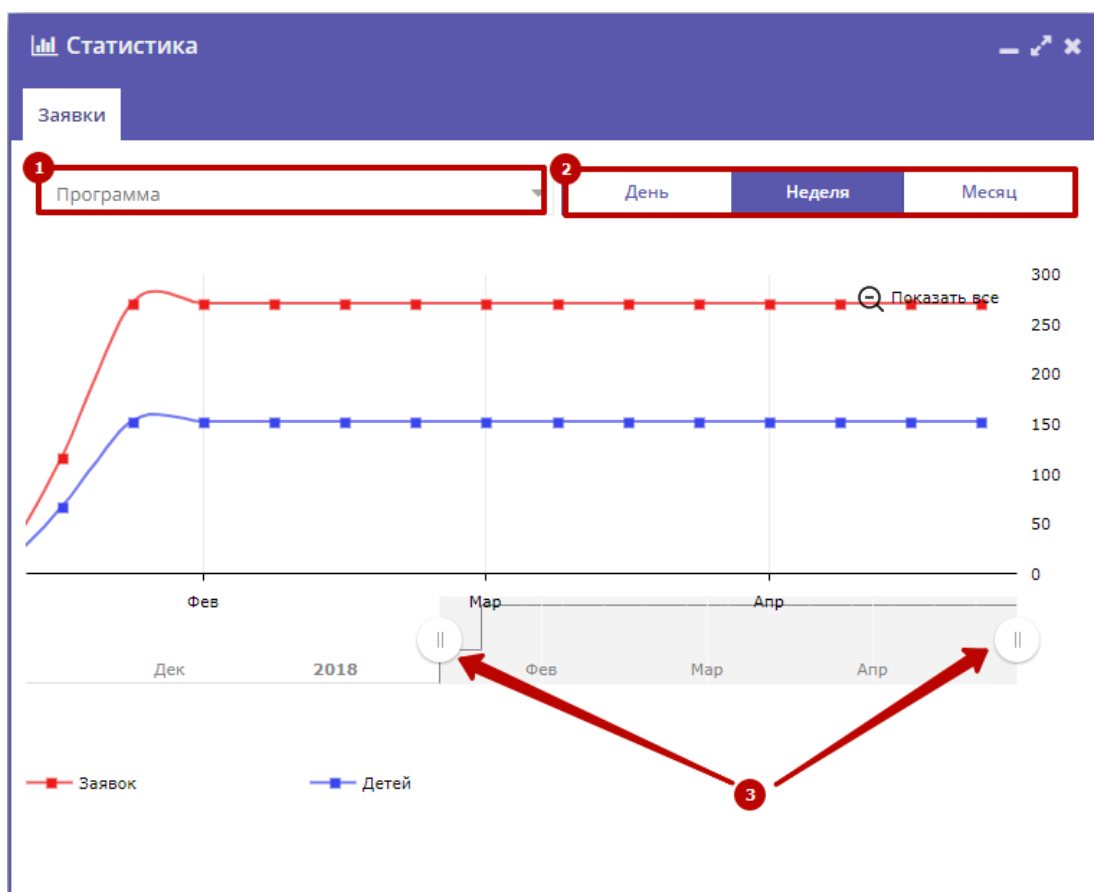 Статистика
Заявки
1
2
Программа
День Неделя Месяц
300
Показать все
250
200
150
100
50
0
Фев Мар Апр
Дек 2018 Фев Мар Апр
Заявок Детей
3